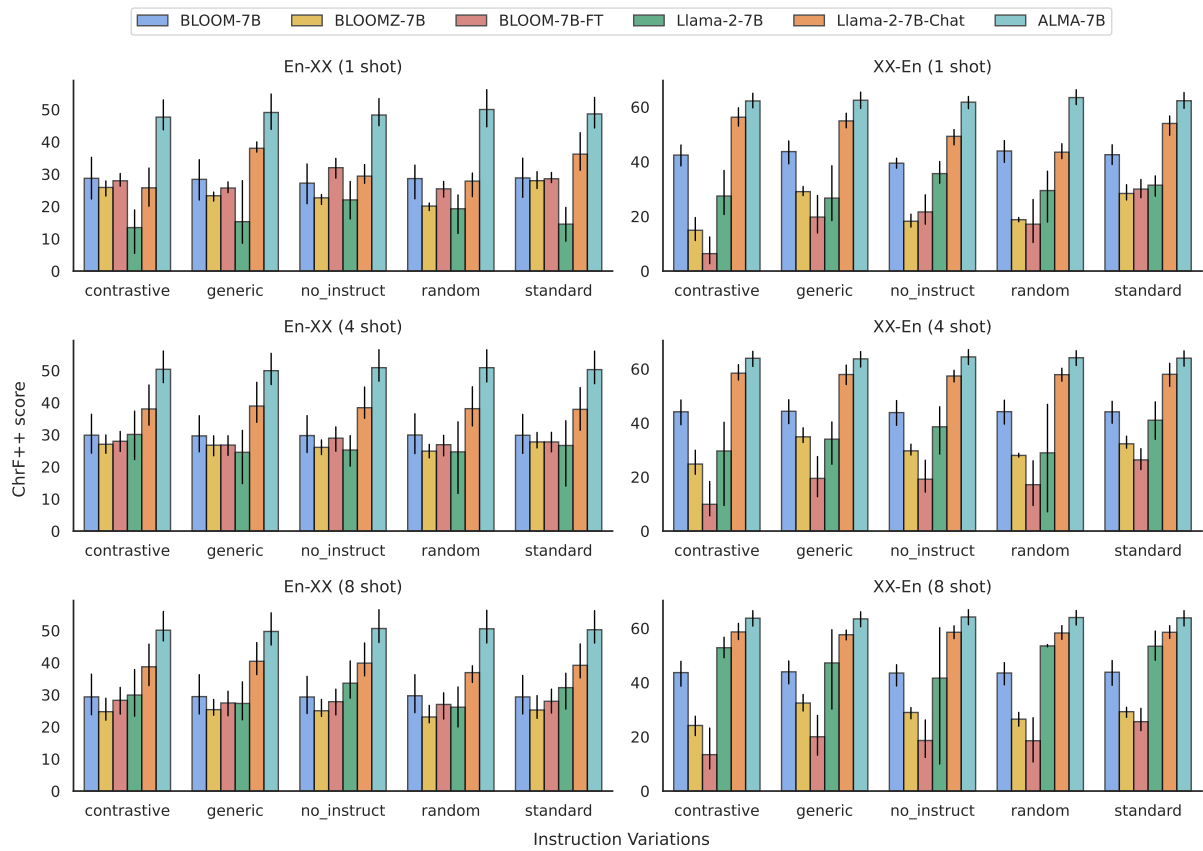 BLOOM-7B BLOOMZ-7B BLOOM-7B-FT Llama-2-7B Llama-2-7B-Chat ALMA-7B
En-XX (1 shot)
50
40
30
20
10
0
contrastive generic no_instruct random standard
XX-En (1 shot)
60
40
20
0
contrastive generic no_instruct random standard
ChrF++ score
En-XX (4 shot)
50
40
30
20
10
0
contrastive generic no_instruct random standard
XX-En (4 shot)
60
40
20
0
contrastive generic no_instruct random standard
En-XX (8 shot)
50
40
30
20
10
0
contrastive generic no_instruct random standard
XX-En (8 shot)
60
40
20
0
contrastive generic no_instruct random standard
Instruction Variations